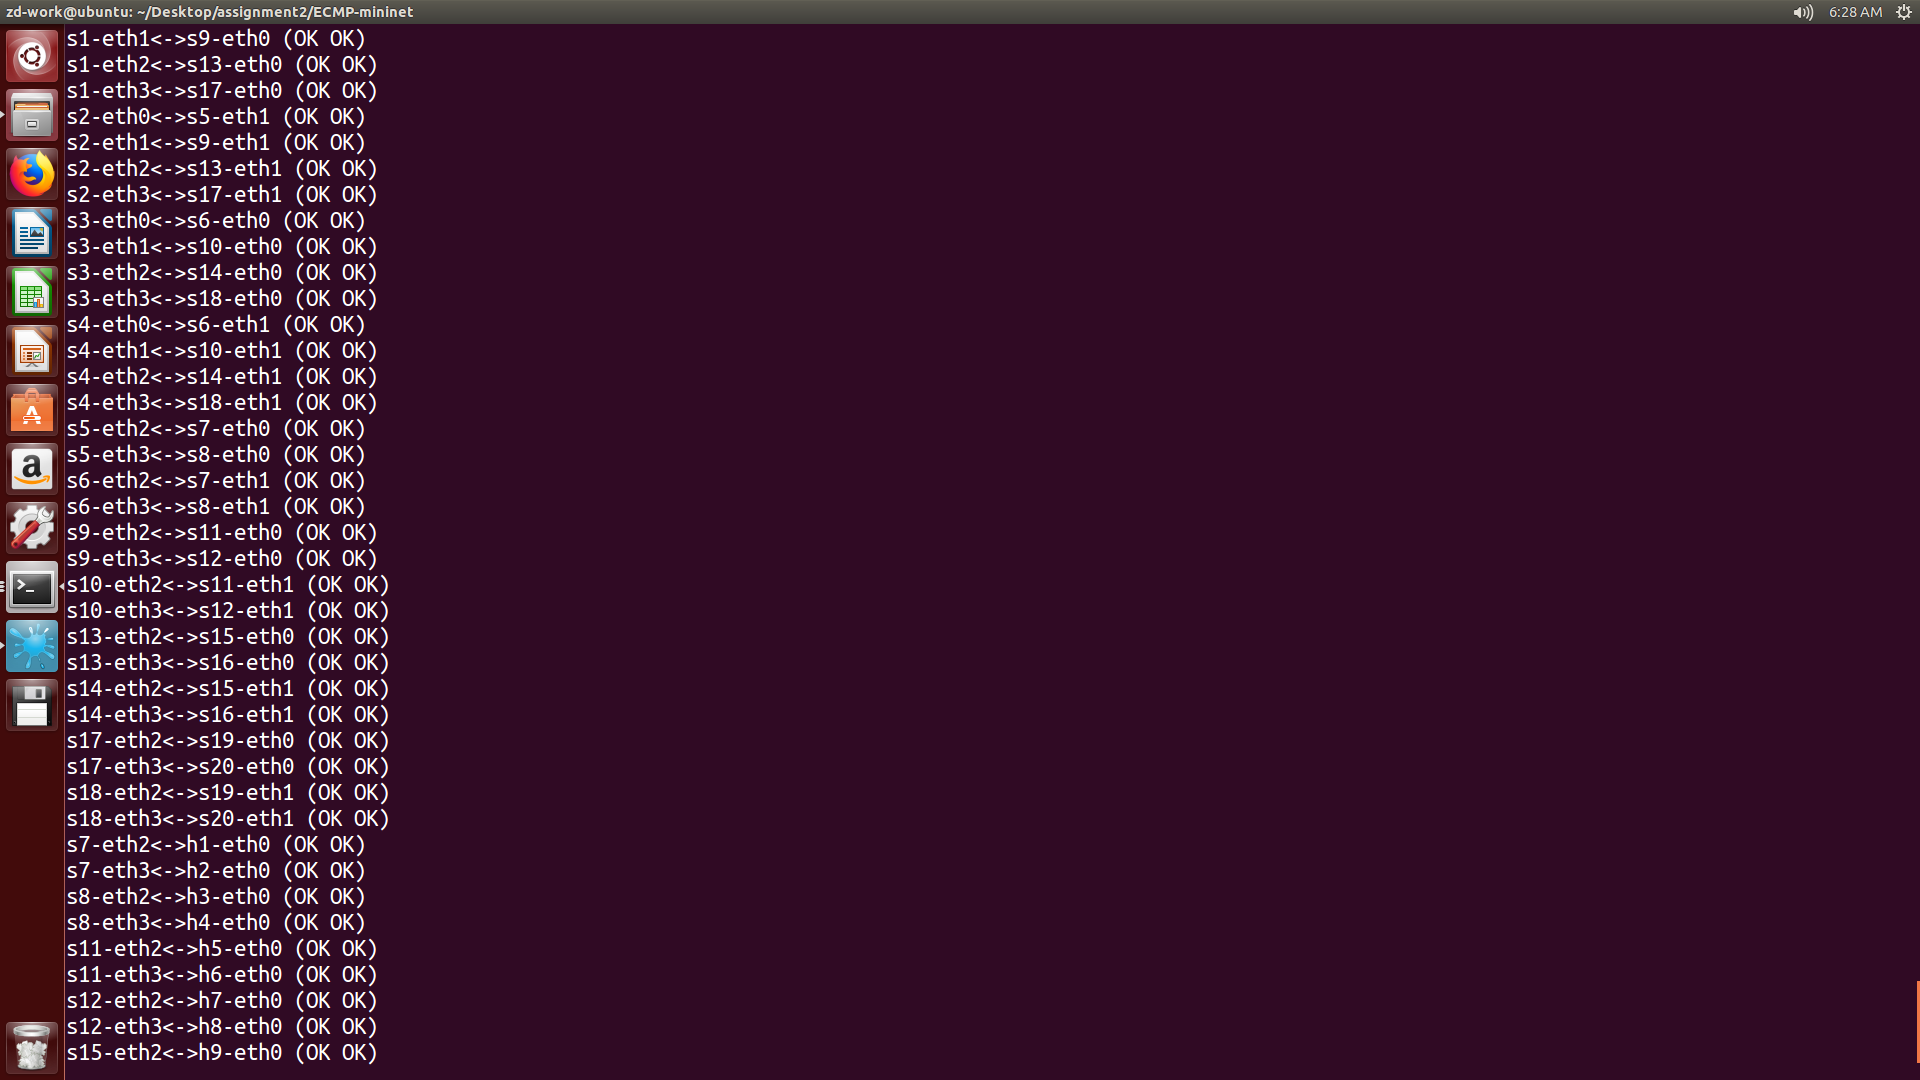 zd-work@ubuntu: ~/Desktop/assignment2/ECMP-mininet
6:28 AM
s1-eth1<->s9-eth0 (OK OK)
s1-eth2<->s13-eth0 (OK OK)
s1-eth3<->s17-eth0 (OK OK)
s2-eth0<->s5-eth1 (OK OK)
s2-eth1<->s9-eth1 (OK OK)
s2-eth2<->s13-eth1 (OK OK)
s2-eth3<->s17-eth1 (OK OK)
s3-eth0<->s6-eth0 (OK OK)
s3-eth1<->s10-eth0 (OK OK)
s3-eth2<->s14-eth0 (OK OK)
s3-eth3<->s18-eth0 (OK OK)
s4-eth0<->s6-eth1 (OK OK)
s4-eth1<->s10-eth1 (OK OK)
s4-eth2<->s14-eth1 (OK OK)
s4-eth3<->s18-eth1 (OK OK)
s5-eth2<->s7-eth0 (OK OK)
s5-eth3<->s8-eth0 (OK OK)
s6-eth2<->s7-eth1 (OK OK)
s6-eth3<->s8-eth1 (OK OK)
s9-eth2<->s11-eth0 (OK OK)
s9-eth3<->s12-eth0 (OK OK)
s10-eth2<->s11-eth1 (OK OK)
s10-eth3<->s12-eth1 (OK OK)
s13-eth2<->s15-eth0 (OK OK)
s13-eth3<->s16-eth0 (OK OK)
s14-eth2<->s15-eth1 (OK OK)
s14-eth3<->s16-eth1 (OK OK)
s17-eth2<->s19-eth0 (OK OK)
s17-eth3<->s20-eth0 (OK OK)
s18-eth2<->s19-eth1 (OK OK)
s18-eth3<->s20-eth1 (OK OK)
s7-eth2<->h1-eth0 (OK OK)
s7-eth3<->h2-eth0 (OK OK)
s8-eth2<->h3-eth0 (OK OK)
s8-eth3<->h4-eth0 (OK OK)
s11-eth2<->h5-eth0 (OK OK)
s11-eth3<->h6-eth0 (OK OK)
s12-eth2<->h7-eth0 (OK OK)
s12-eth3<->h8-eth0 (OK OK)
s15-eth2<->h9-eth0 (OK OK)